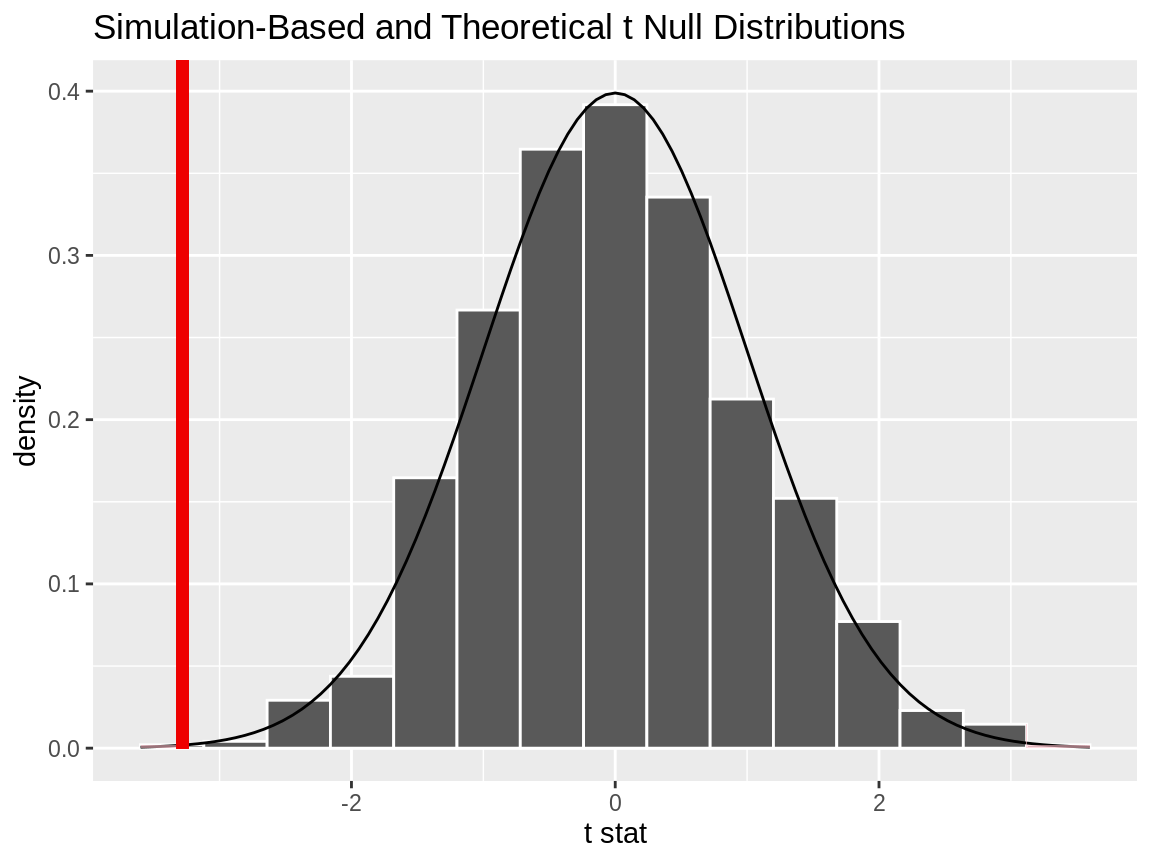 Simulation-Based and Theoretical t Null Distributions
0.4
0.3
0.2
0.1
0.0
density
-2 0 2
t stat